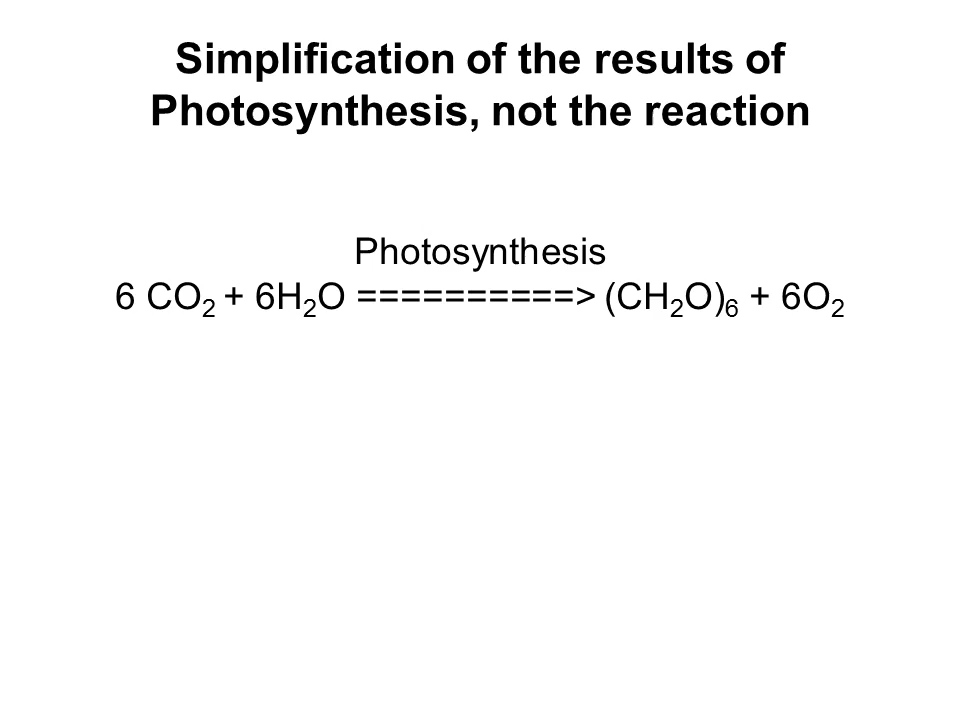 Simplification of the results of
Photosynthesis, not the reaction
Photosynthesis
6 CO₂ + 6H₂O ==========> (CH₂O)₆ + 6O₂